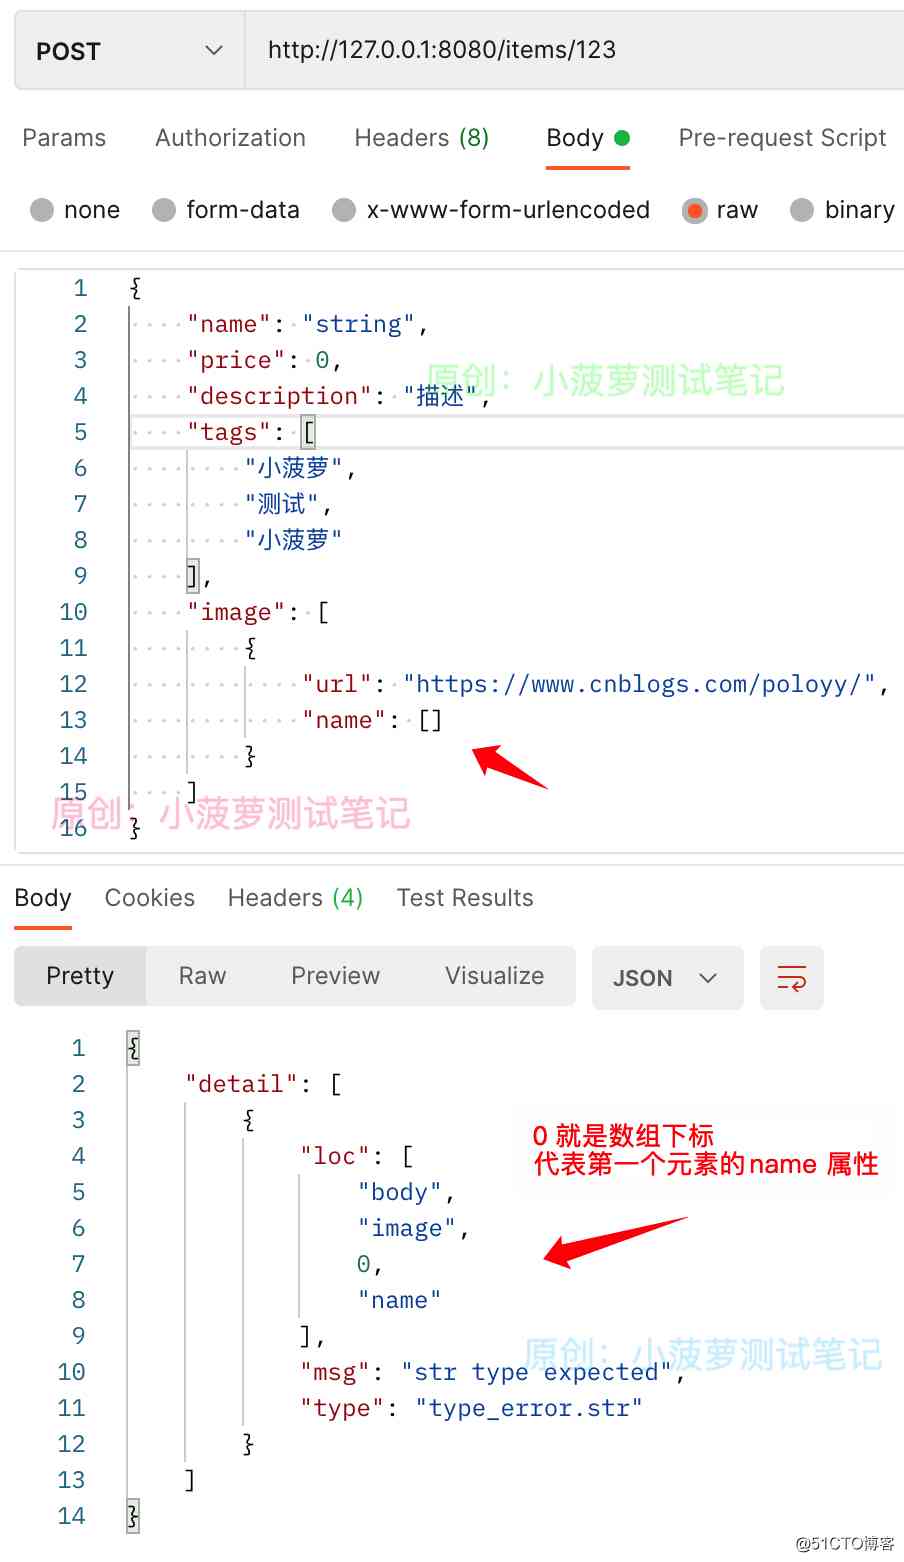 POST http://127.0.0.1:8080/items/123
Params Authorization Headers (8) Body Pre-request Script
none form-data x-www-form-urlencoded raw binary
1 {
2 "name": "string",
3 "price": 0,
原创：小菠萝测试笔记
4 "description": "描述",
5 "tags": [
6 "小菠萝",
7 "测试",
8 "小菠萝"
9 ],
10 "image": [
11 {
12 "url": "https://www.cnblogs.com/poloyy/",
13 "name": []
14 }
15 ]
原创：小菠萝测试笔记
16 }
Body Cookies Headers (4) Test Results
Pretty Raw Preview Visualize JSON
1 {
2 "detail": [
3 {
0 就是数组下标
4 "loc": [
代表第一个元素的name 属性
5 "body",
6 "image",
7 0,
8 "name"
9 ],
原创：小菠萝测试笔记
10 "msg": "str type expected",
11 "type": "type_error.str"
12 }
13 ]
14 }
@51CTO博客